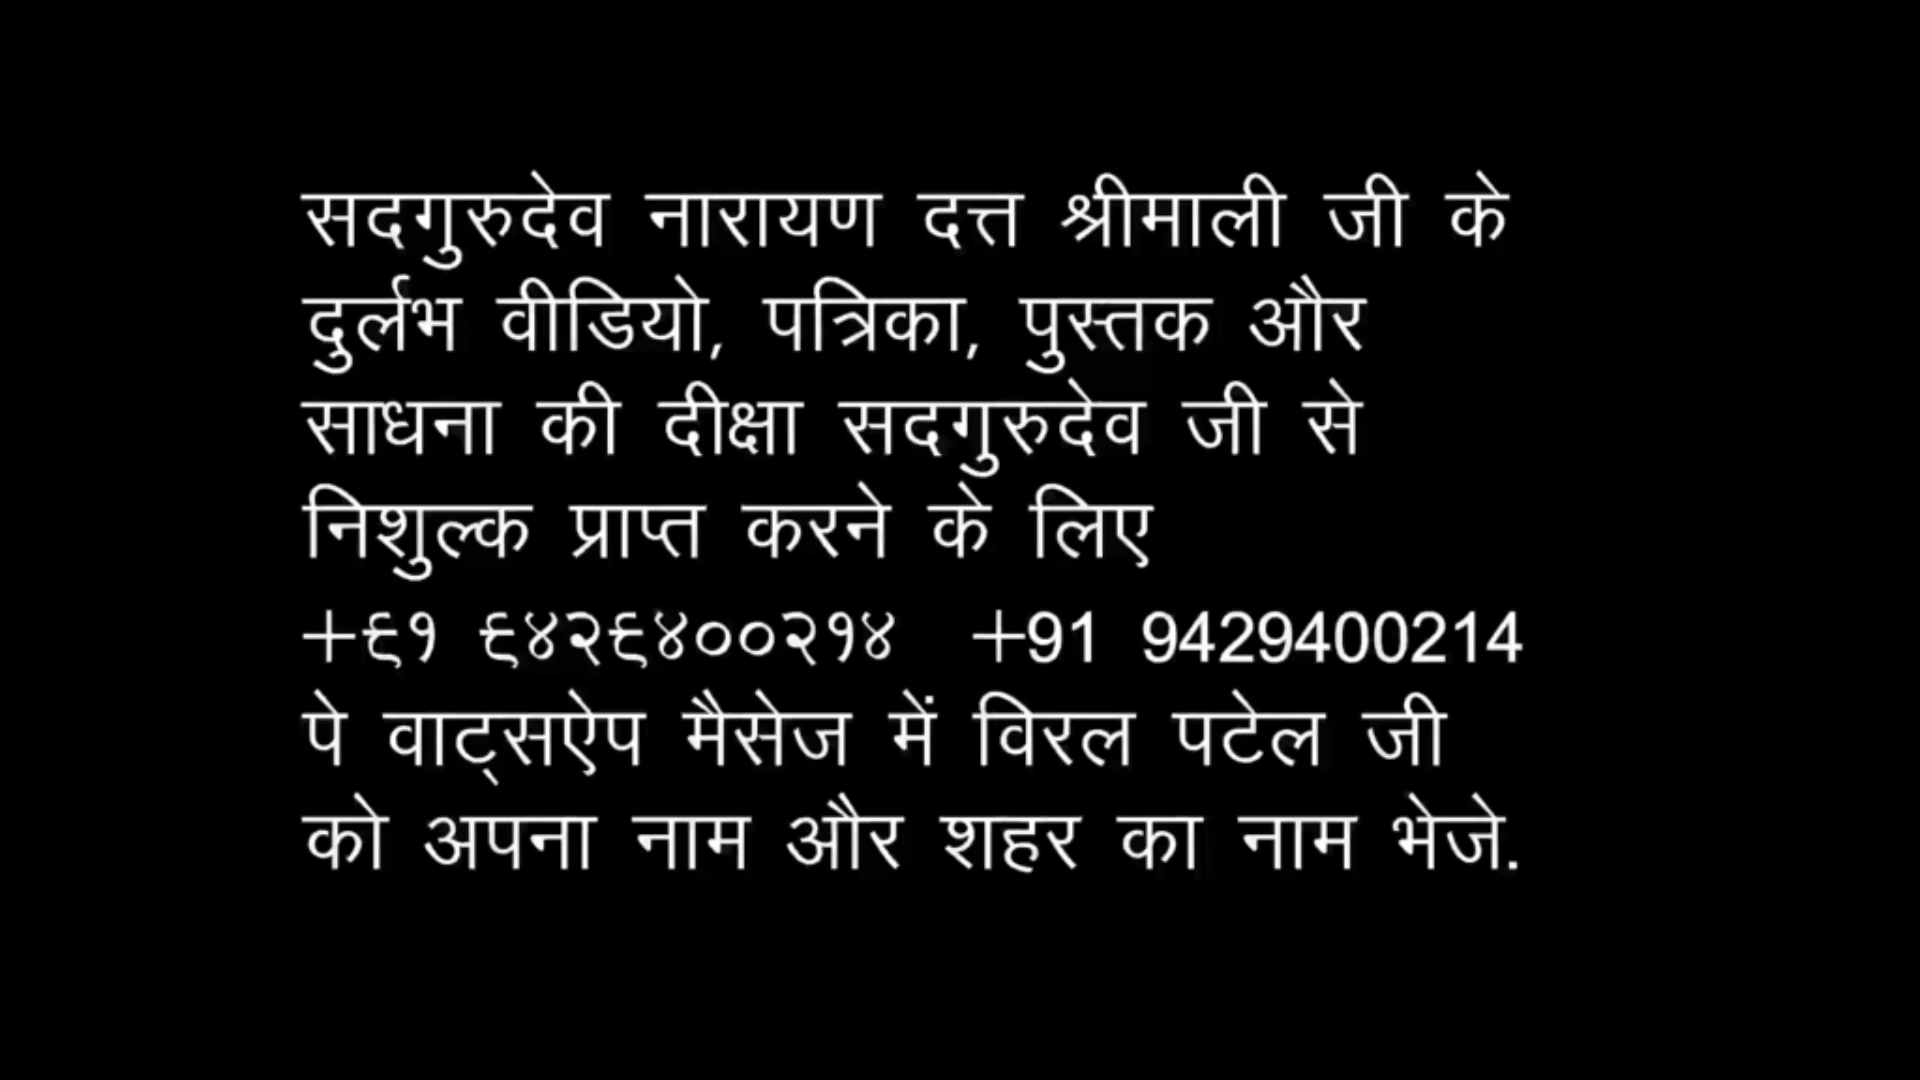 सदगुरुदेव नारायण दत्त श्रीमाली जी के
दुर्लभ वीडियो, पत्रिका, पुस्तक और
साधना की दीक्षा सदगुरुदेव जी से
निशुल्क प्राप्त करने के लिए
+९१ ९४२९४००२१४ +91 9429400214
पे वाट्सऐप मैसेज में विरल पटेल जी
को अपना नाम और शहर का नाम भेजे.